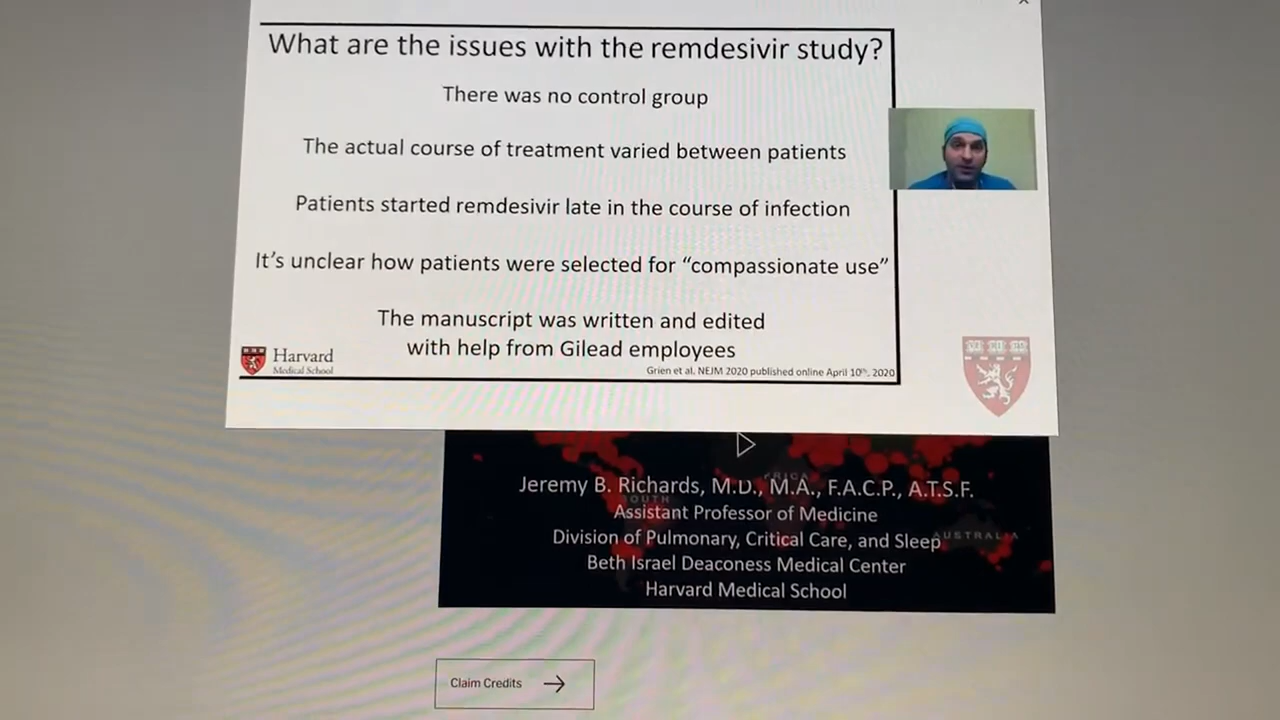 What are the issues with the remdesivir study?
There was no control group
The actual course of treatment varied between patients
Patients started remdesivir late in the course of infection
It's unclear how patients were selected for “compassionate use”
The manuscript was written and edited
with help from Gilead employees
Harvard
Medical School
Grien et al, NEJM 2020 published online April 10th, 2020
Jeremy B. Richards, M.D., M.A., F.A.C.P., A.T.S.F.
SOUTH
Assistant Professor of Medicine
Division of Pulmonary, Critical Care, and Sleep
AUSTRALIA
Beth Israel Deaconess Medical Center
Harvard Medical School
Claim Credits